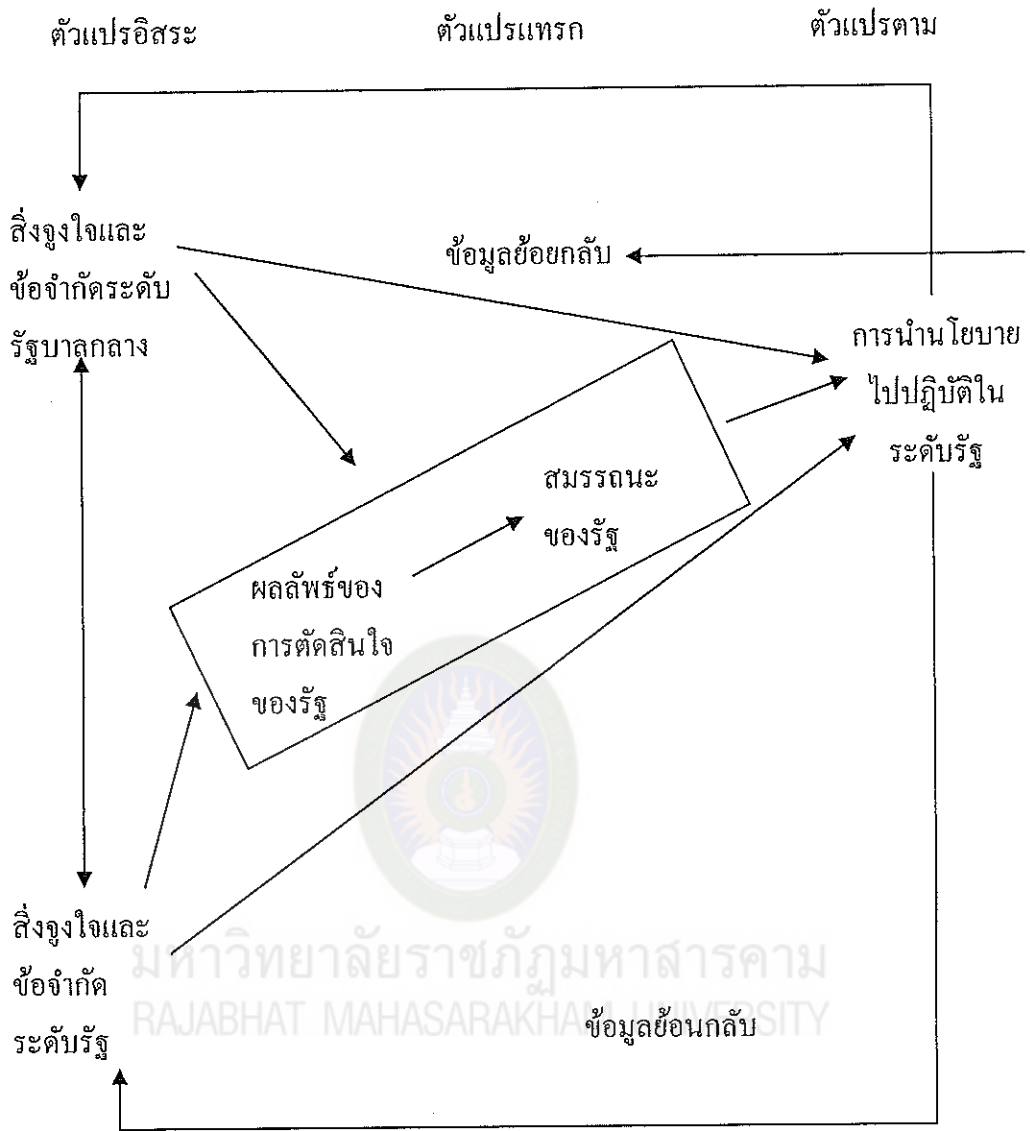 ตัวแปรอิสระ ตัวแปรแทรก ตัวแปรตาม
สิ่งจูงใจและ
ข้อจำกัดระดับ
รัฐบาลกลาง
ข้อมูลย้อยกลับ
การนำนโยบาย
ไปปฏิบัติใน
ระดับรัฐ
สมรรถนะ
ของรัฐ
ผลลัพธ์ของ
การตัดสินใจ
ของรัฐ
สิ่งจูงใจและ
ข้อจำกัด
ระดับรัฐ
มหาวิทยาลัยราชภัฏมหาสารคาม
RAJABHAT MAHASARAKHAM UNIVERSITY
ข้อมูลย้อนกลับ